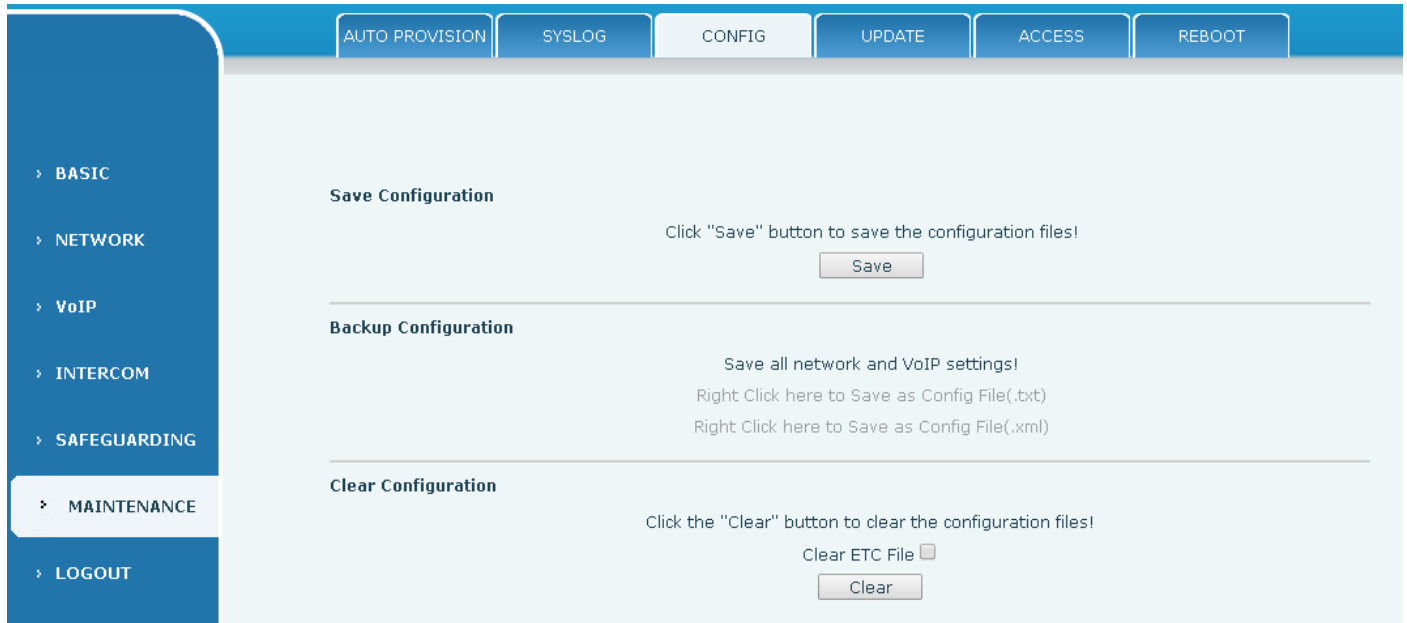 AUTO PROVISION SYSLOG CONFIG UPDATE ACCESS REBOOT
› BASIC
› NETWORK
› VoIP
› INTERCOM
› SAFEGUARDING
› MAINTENANCE
› LOGOUT
Save Configuration
Click "Save" button to save the configuration files!
Save
Backup Configuration
Save all network and VoIP settings!
Right Click here to Save as Config File(.txt)
Right Click here to Save as Config File(.xml)
Clear Configuration
Click the "Clear" button to clear the configuration files!
Clear ETC File
Clear